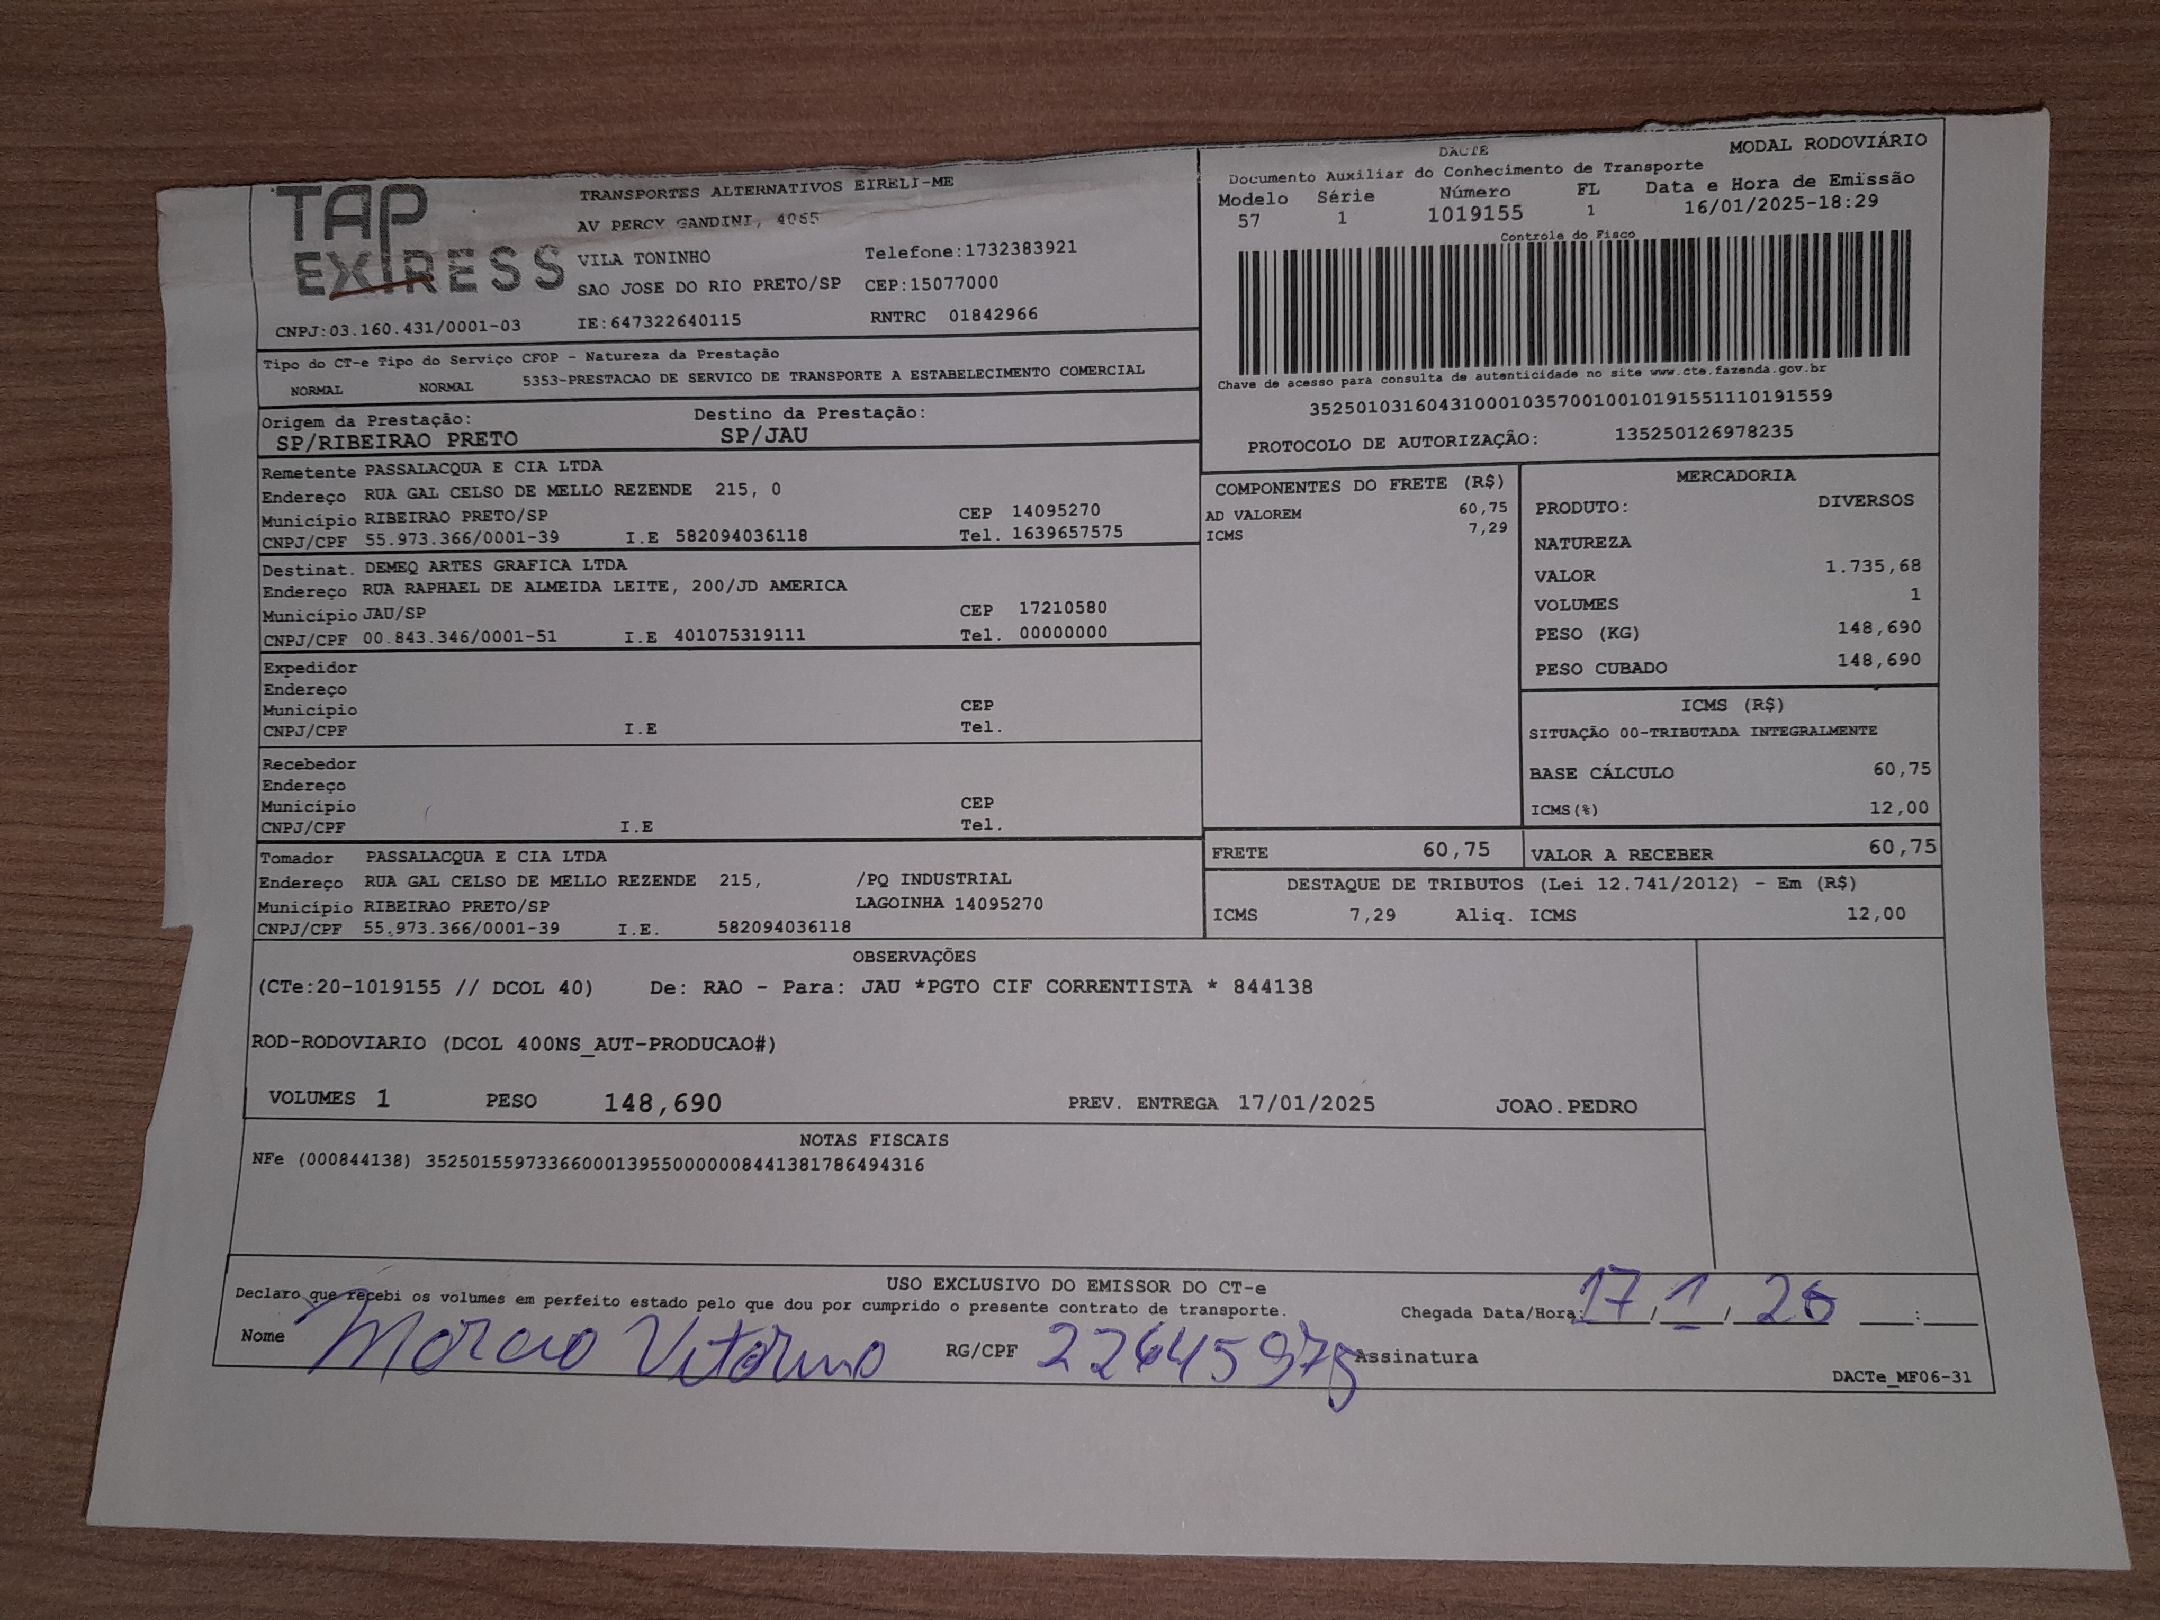 TAP
EXPRESS
TRANSPORTES ALTERNATIVOS EIRELI-ME
AV PERCY GANDINI, 4065
VILA TONINHO Telefone:1732383921
SAO JOSE DO RIO PRETO/SP CEP:15077000
CNPJ:03.160.431/0001-03 IE:647322640115 RNTRC 01842966
DACTE MODAL RODOVIÁRIO
Documento Auxiliar do Conhecimento de Transporte
Modelo Série Número FL Data e Hora de Emissão
57 1 1019155 1 16/01/2025-18:29
Controle do Fisco
Chave de acesso para consulta de autenticidade no site www.cte.fazenda.gov.br
35250103160431000103570010010191551110191559
PROTOCOLO DE AUTORIZAÇÃO: 135250126978235
Tipo do CT-e Tipo do Serviço CFOP - Natureza da Prestação
NORMAL NORMAL 5353-PRESTACAO DE SERVICO DE TRANSPORTE A ESTABELECIMENTO COMERCIAL
Origem da Prestação: Destino da Prestação:
SP/RIBEIRAO PRETO SP/JAU
Remetente PASSALACQUA E CIA LTDA
Endereço RUA GAL CELSO DE MELLO REZENDE 215, 0
Município RIBEIRAO PRETO/SP CEP 14095270
CNPJ/CPF 55.973.366/0001-39 I.E 582094036118 Tel. 1639657575
Destinat. DEMEQ ARTES GRAFICA LTDA
Endereço RUA RAPHAEL DE ALMEIDA LEITE, 200/JD AMERICA
Município JAU/SP CEP 17210580
CNPJ/CPF 00.843.346/0001-51 I.E 401075319111 Tel. 00000000
Expedidor
Endereço
Município CEP
CNPJ/CPF I.E Tel.
Recebedor
Endereço
Município CEP
CNPJ/CPF I.E Tel.
Tomador PASSALACQUA E CIA LTDA
Endereço RUA GAL CELSO DE MELLO REZENDE 215, /PQ INDUSTRIAL
Município RIBEIRAO PRETO/SP LAGOINHA 14095270
CNPJ/CPF 55.973.366/0001-39 I.E. 582094036118
COMPONENTES DO FRETE (R$)
AD VALOREM 60,75
ICMS 7,29
MERCADORIA
PRODUTO: DIVERSOS
NATUREZA
VALOR 1.735,68
VOLUMES 1
PESO (KG) 148,690
PESO CUBADO 148,690
ICMS (R$)
SITUAÇÃO 00-TRIBUTADA INTEGRALMENTE
BASE CÁLCULO 60,75
ICMS(%) 12,00
FRETE 60,75 VALOR A RECEBER 60,75
DESTAQUE DE TRIBUTOS (Lei 12.741/2012) - Em (R$)
ICMS 7,29 Aliq. ICMS 12,00
OBSERVAÇÕES
(CTe:20-1019155 // DCOL 40) De: RAO - Para: JAU *PGTO CIF CORRENTISTA * 844138
ROD-RODOVIARIO (DCOL 400NS_AUT-PRODUCAO#)
VOLUMES 1 PESO 148,690 PREV. ENTREGA 17/01/2025 JOAO.PEDRO
NOTAS FISCAIS
NFe (000844138) 35250155973366000139550000008441381786494316
USO EXCLUSIVO DO EMISSOR DO CT-e
Declaro que recebi os volumes em perfeito estado pelo que dou por cumprido o presente contrato de transporte. Chegada Data/Hora: 17/1/ :
Nome Marcio Vitorino RG/CPF Assinatura
DACTe_MF06-31